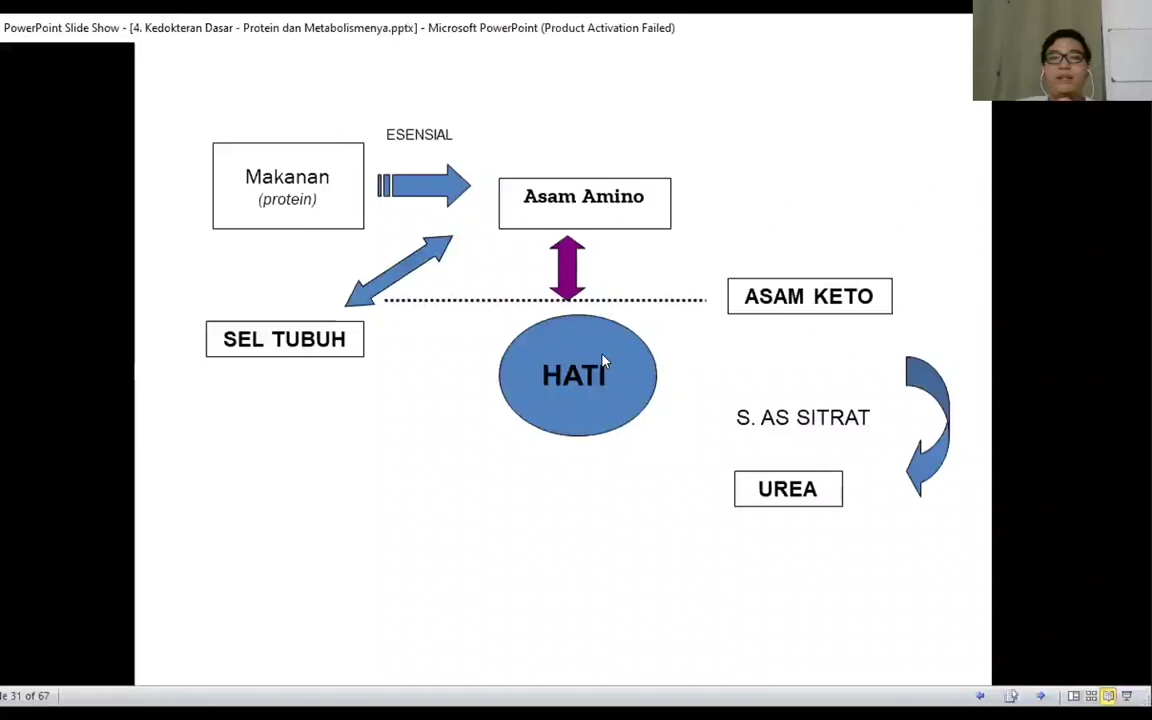 PowerPoint Slide Show - [4. Kedokteran Dasar - Protein dan Metabolismenya.pptx] - Microsoft PowerPoint (Product Activation Failed)
ESENSIAL
Makanan
(protein)
Asam Amino
ASAM KETO
SEL TUBUH
HATI
S. AS SITRAT
UREA
le 31 of 67